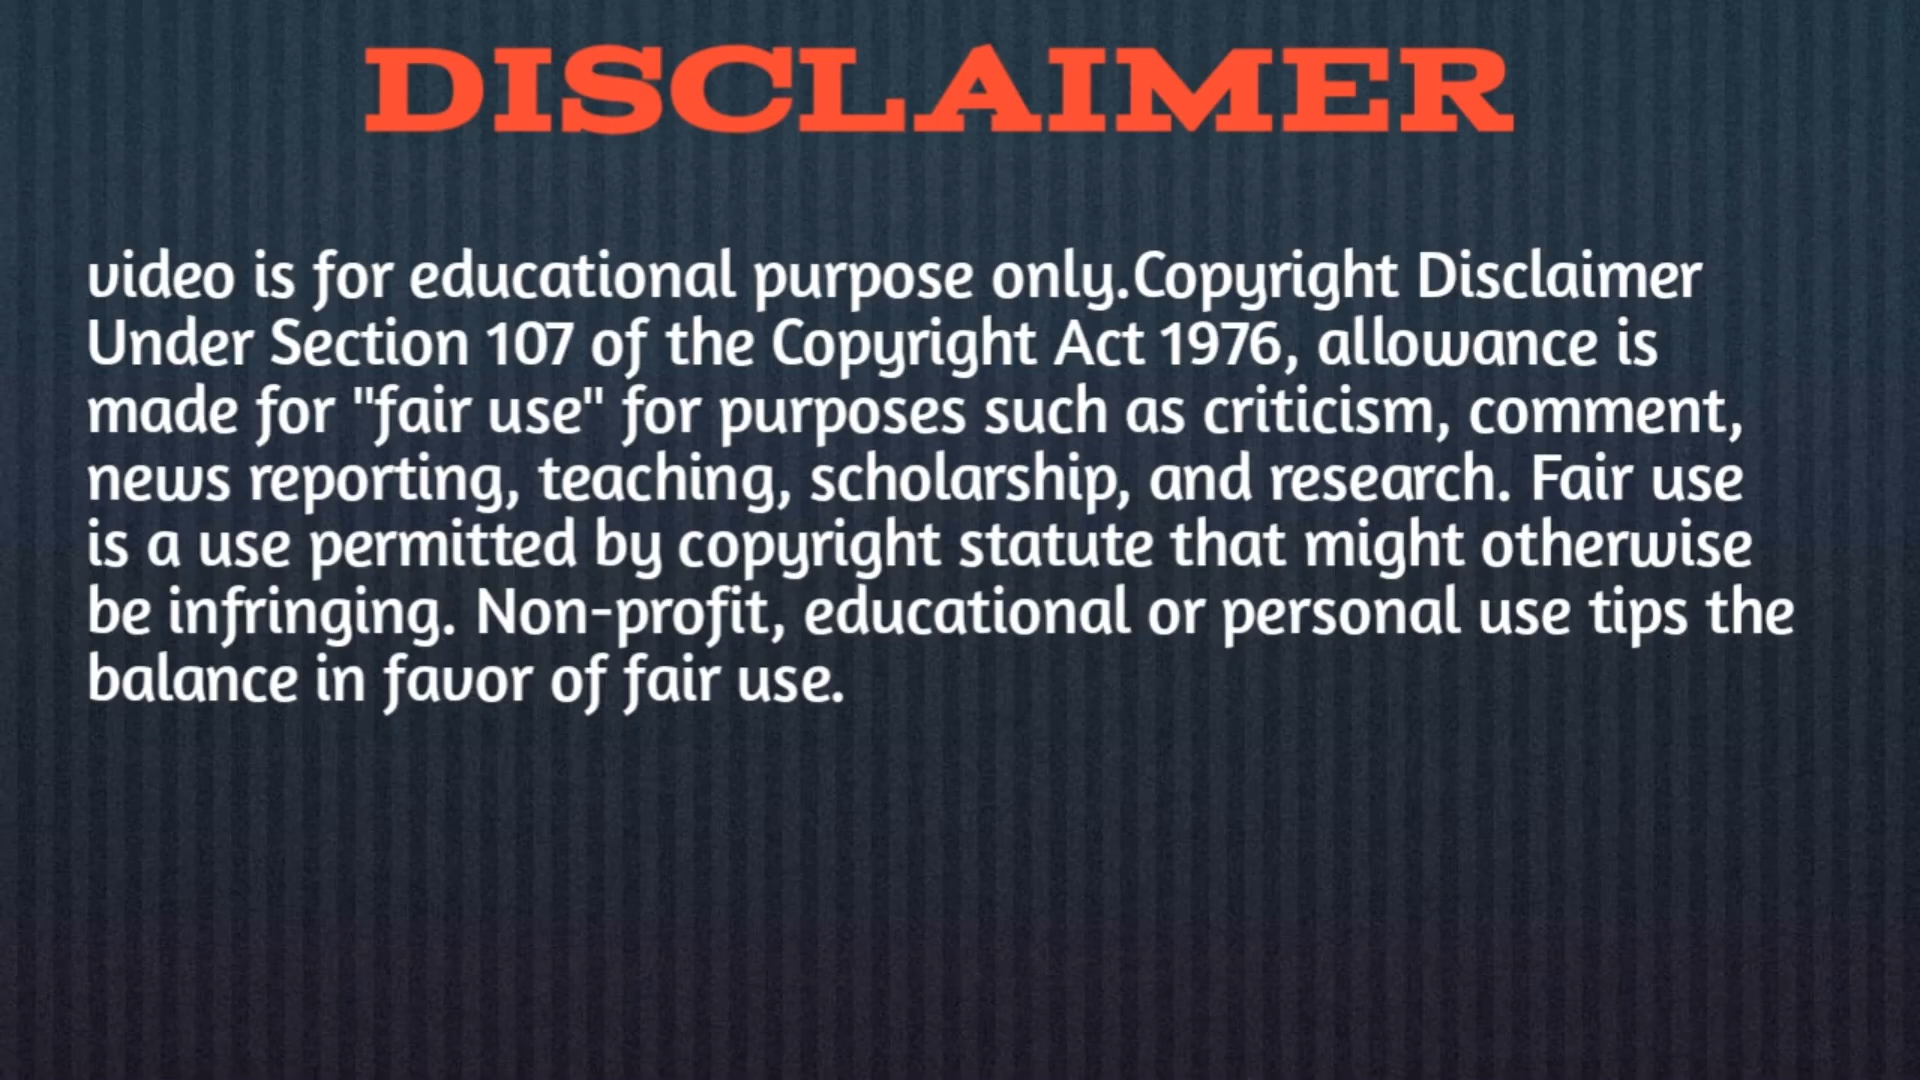 DISCLAIMER
video is for educational purpose only.Copyright Disclaimer
Under Section 107 of the Copyright Act 1976, allowance is
made for "fair use" for purposes such as criticism, comment,
news reporting, teaching, scholarship, and research. Fair use
is a use permitted by copyright statute that might otherwise
be infringing. Non-profit, educational or personal use tips the
balance in favor of fair use.